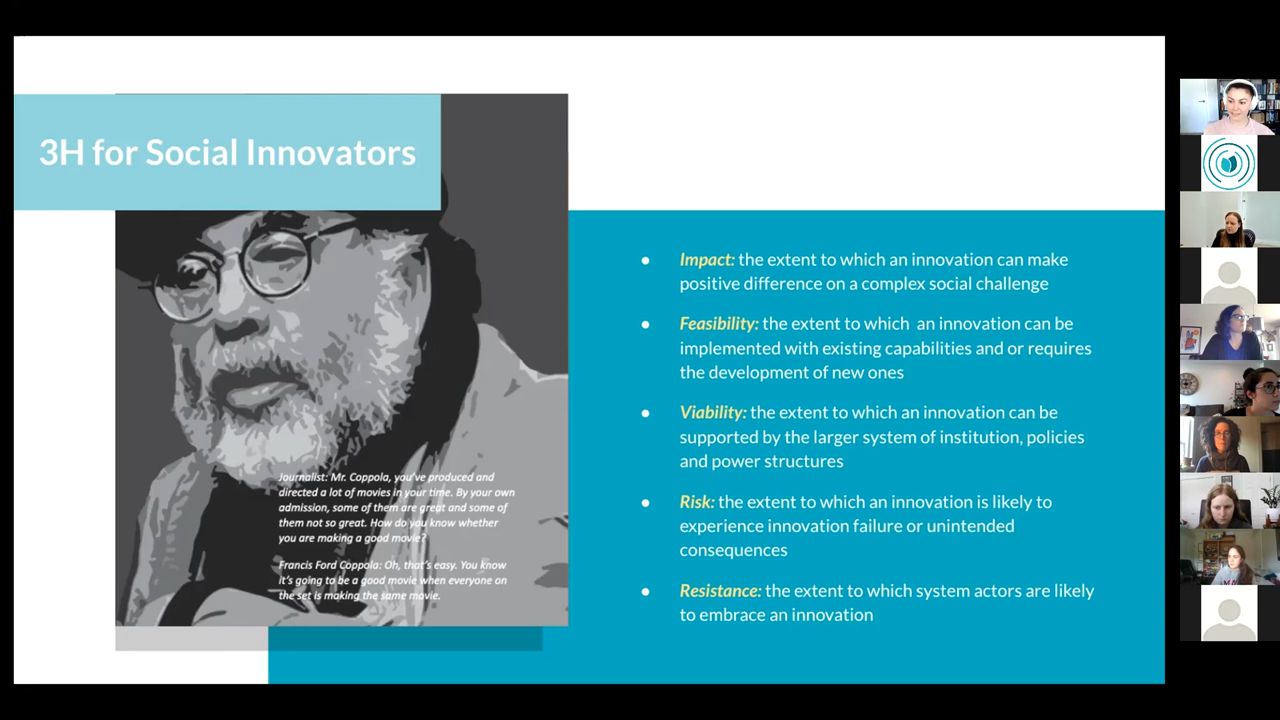 3H for Social Innovators
Journalist: Mr. Coppola, you've produced and
directed a lot of movies in your time. By your own
admission, some of them are great and some of
them not so great. How do you know whether
you are making a good movie?
Francis Ford Coppola: Oh, that's easy. You know
it's going to be a good movie when everyone on
the set is making the same movie.
● Impact: the extent to which an innovation can make
positive difference on a complex social challenge
● Feasibility: the extent to which an innovation can be
implemented with existing capabilities and or requires
the development of new ones
● Viability: the extent to which an innovation can be
supported by the larger system of institution, policies
and power structures
● Risk: the extent to which an innovation is likely to
experience innovation failure or unintended
consequences
● Resistance: the extent to which system actors are likely
to embrace an innovation